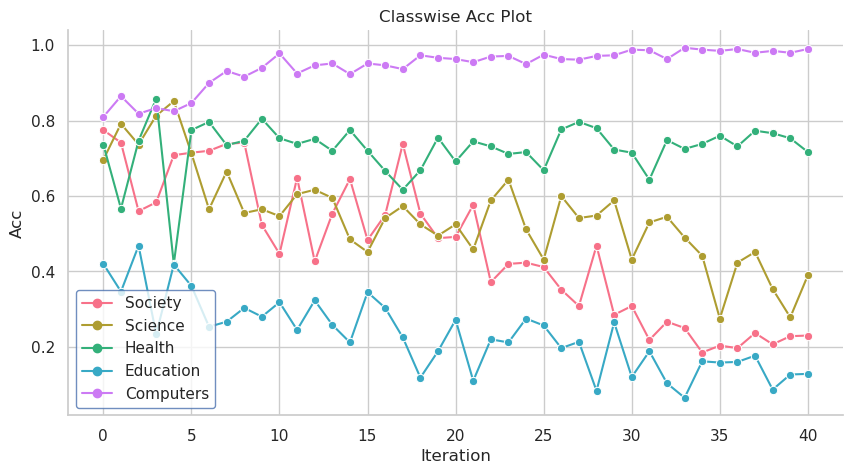 Classwise Acc Plot
1.0
0.8
0.6
0.4
0.2
Acc
Society
Science
Health
Education
Computers
0 5 10 15 20 25 30 35 40
Iteration